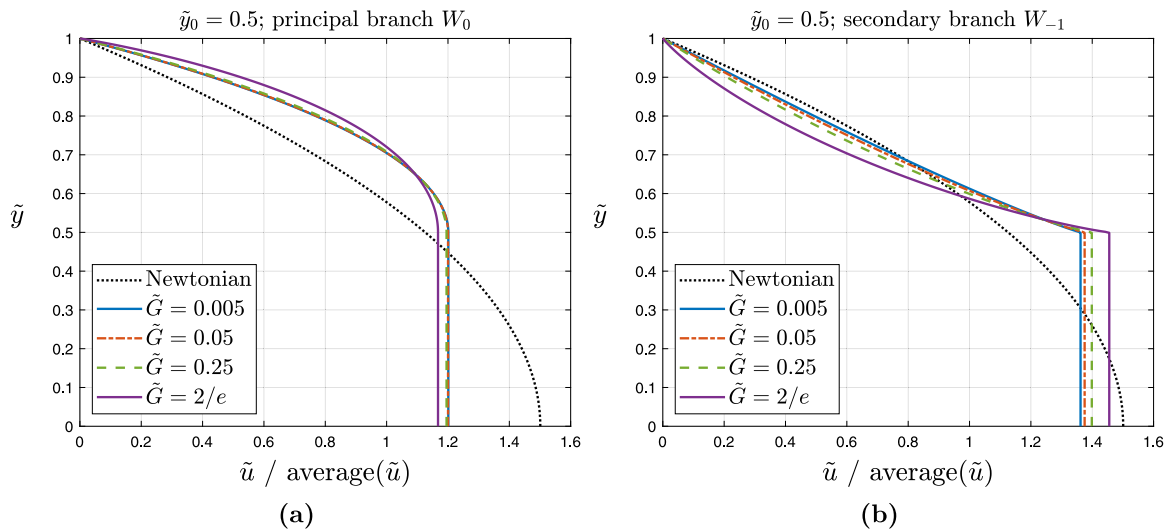 ỹ₀ = 0.5; principal branch W₀
1
0.9
0.8
0.7
0.6
ỹ
0.5
0.4
0.3
0.2
0.1
0
Newtonian
G̃ = 0.005
G̃ = 0.05
G̃ = 0.25
G̃ = 2/e
0 0.2 0.4 0.6 0.8 1 1.2 1.4 1.6
ũ / average(ũ)
(a)
ỹ₀ = 0.5; secondary branch W₋₁
1
0.9
0.8
0.7
0.6
ỹ
0.5
0.4
0.3
0.2
0.1
0
Newtonian
G̃ = 0.005
G̃ = 0.05
G̃ = 0.25
G̃ = 2/e
0 0.2 0.4 0.6 0.8 1 1.2 1.4 1.6
ũ / average(ũ)
(b)